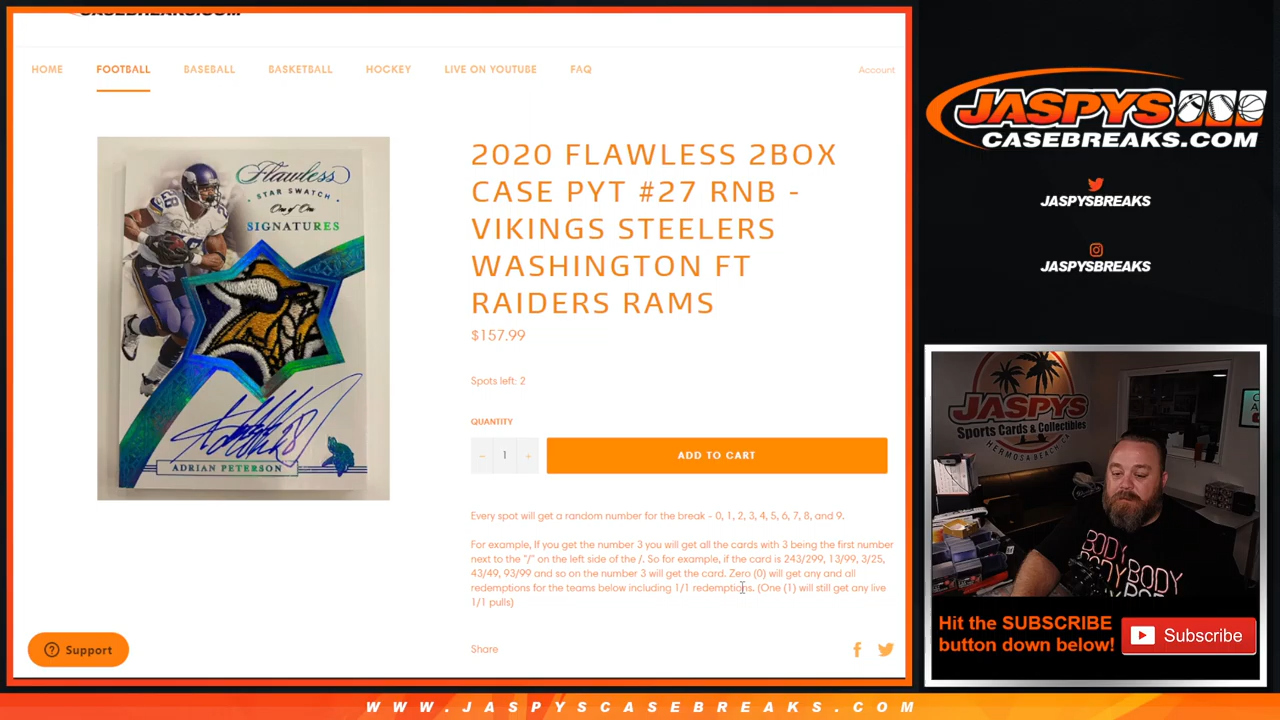 CASEBREAKS.COM
HOME FOOTBALL BASEBALL BASKETBALL HOCKEY LIVE ON YOUTUBE FAQ Account
Flawless
• STAR SWATCH •
One of One
SIGNATURES
ADRIAN PETERSON
2020 FLAWLESS 2BOX
CASE PYT #27 RNB -
VIKINGS STEELERS
WASHINGTON FT
RAIDERS RAMS
$157.99
Spots left: 2
QUANTITY
− 1 +
ADD TO CART
Every spot will get a random number for the break - 0, 1, 2, 3, 4, 5, 6, 7, 8, and 9.
For example, If you get the number 3 you will get all the cards with 3 being the first number
next to the "/" on the left side of the /. So for example, if the card is 243/299, 13/99, 3/25,
43/49, 93/99 and so on the number 3 will get the card. Zero (0) will get any and all
redemptions for the teams below including 1/1 redemptions. (One (1) will still get any live
1/1 pulls)
Share
Support
JASPYS
CASEBREAKS.COM
JASPYSBREAKS
JASPYSBREAKS
JASPYS
Sports Cards & Collectibles
HERMOSA BEACH CA
BODY
BODY
BODY
Hit the SUBSCRIBE
button down below!
Subscribe
WWW.JASPYSCASEBREAKS.COM